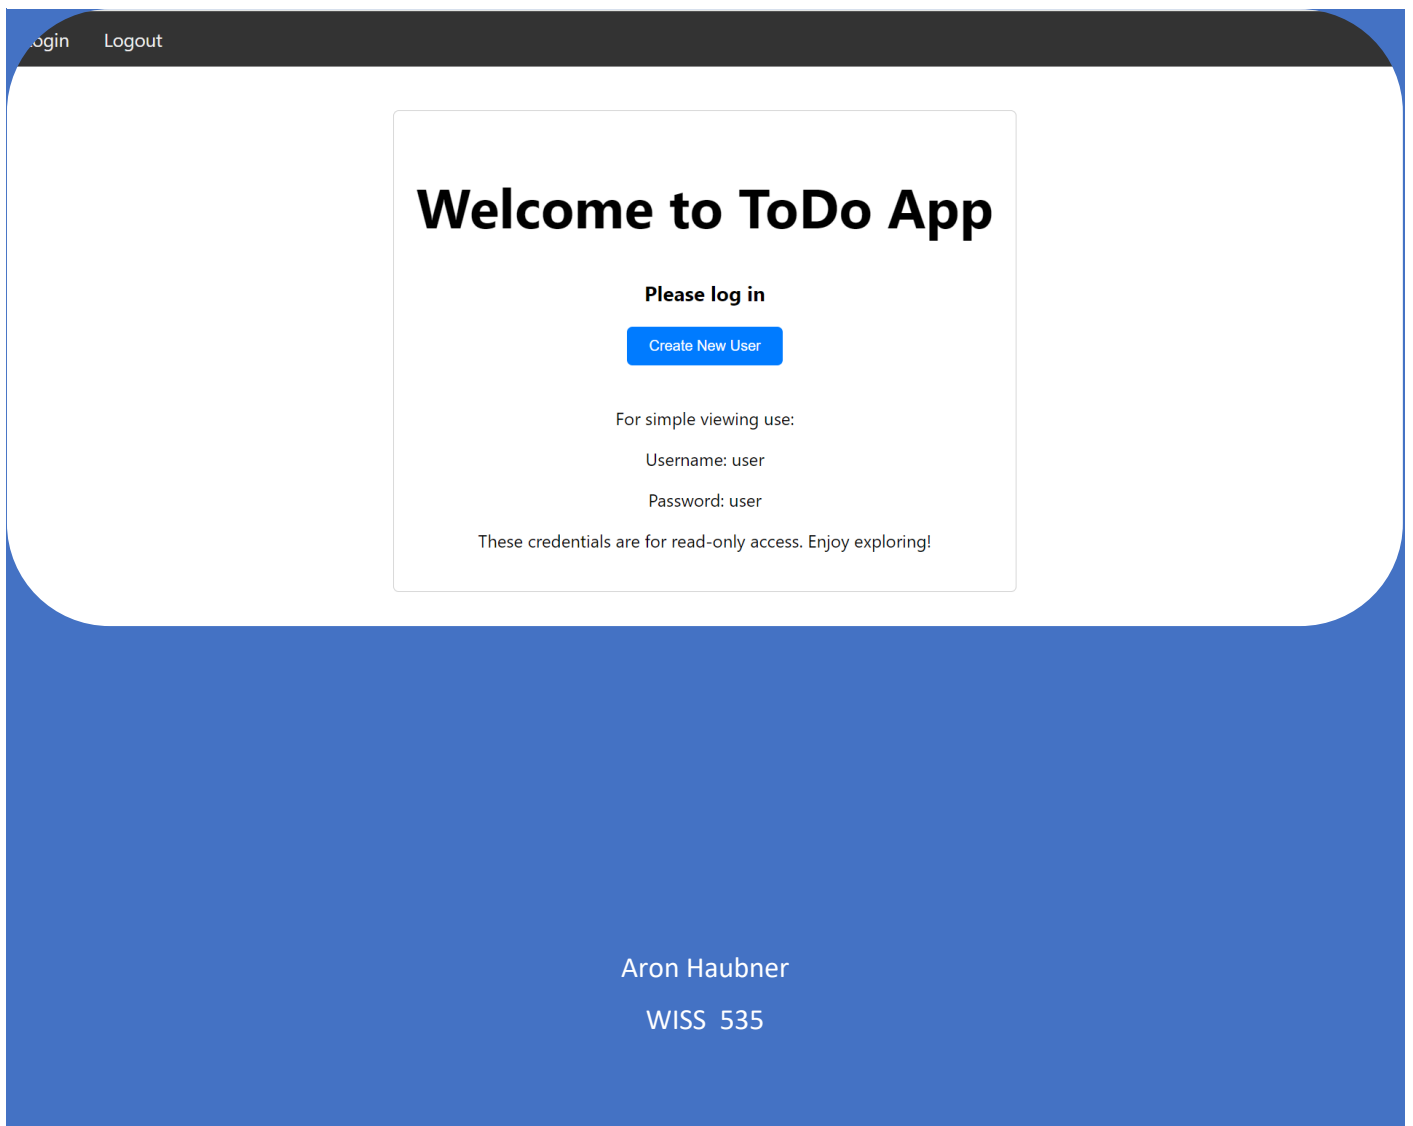 Logout
Welcome to ToDo App
Please log in
Create New User
For simple viewing use:
Username: user
Password: user
These credentials are for read-only access. Enjoy exploring!
Aron Haubner
WISS  535